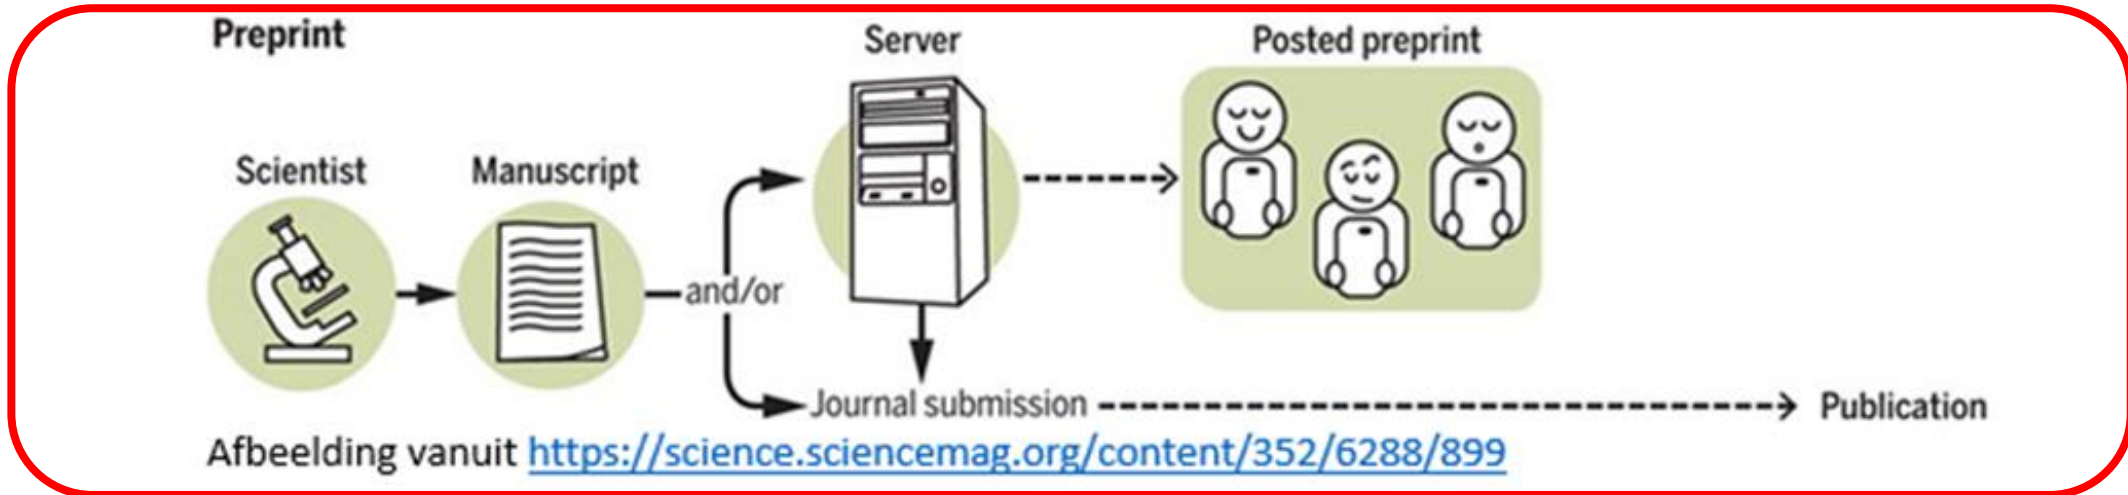 Preprint
Server
Posted preprint
Scientist
Manuscript
and/or
Journal submission
Publication
Afbeelding vanuit https://science.sciencemag.org/content/352/6288/899